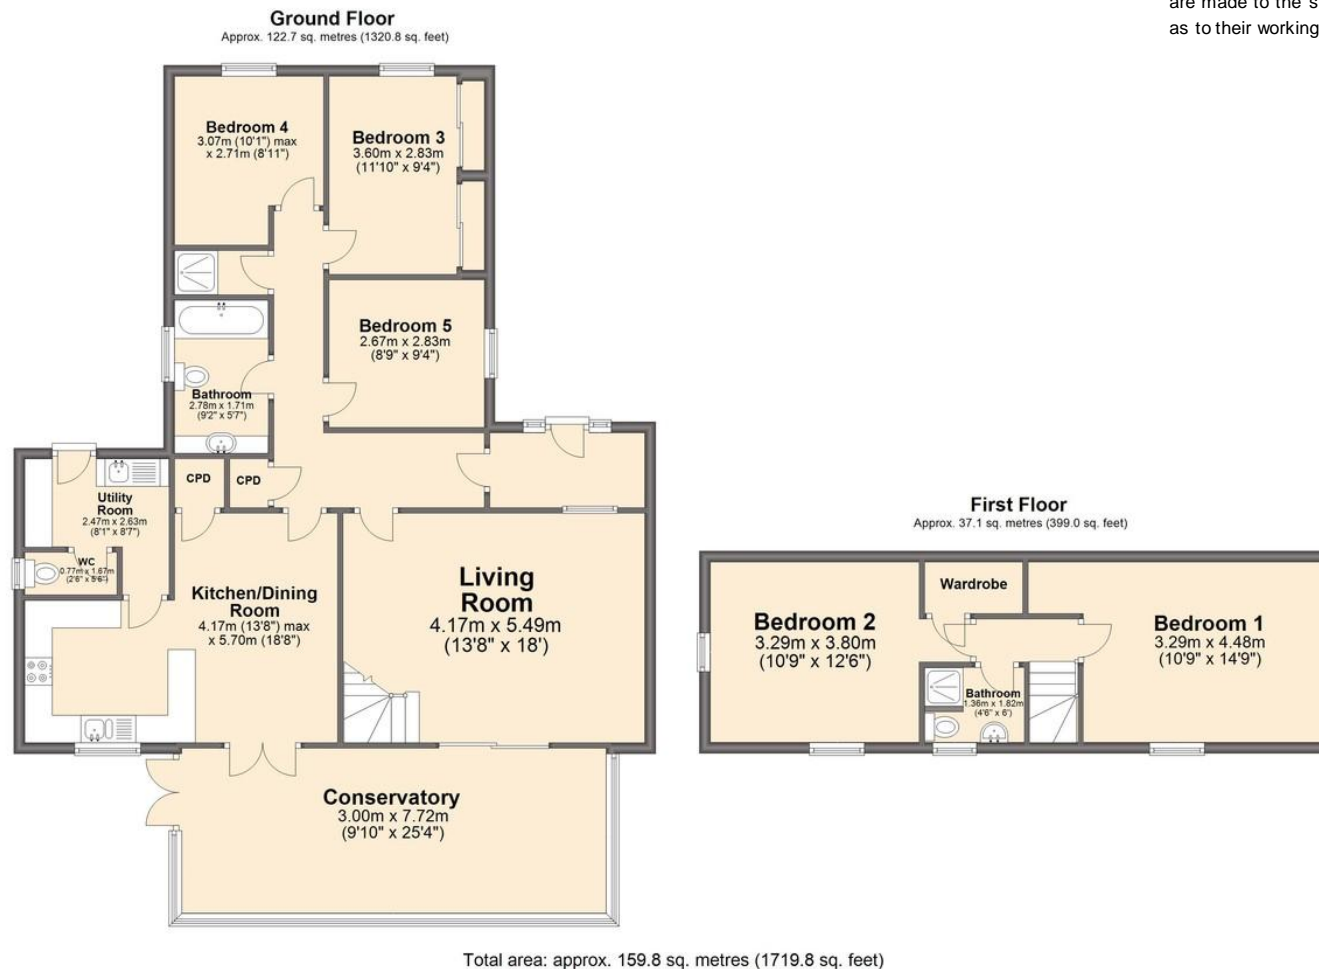 are made to the s
as to their working
Ground Floor
Approx. 122.7 sq. metres (1320.8 sq. feet)
Bedroom 4
3.07m (10'1") max
x 2.71m (8'11")
Bedroom 3
3.60m x 2.83m
(11'10" x 9'4")
Bedroom 5
2.67m x 2.83m
(8'9" x 9'4")
Bathroom
2.78m x 1.71m
(9'2" x 5'7")
CPD
CPD
Utility
Room
2.47m x 2.63m
(8'1" x 8'7")
WC
0.77m x 1.67m
(2'6" x 5'6")
Kitchen/Dining
Room
4.17m (13'8") max
x 5.70m (18'8")
Living
Room
4.17m x 5.49m
(13'8" x 18')
Conservatory
3.00m x 7.72m
(9'10" x 25'4")
First Floor
Approx. 37.1 sq. metres (399.0 sq. feet)
Wardrobe
Bedroom 2
3.29m x 3.80m
(10'9" x 12'6")
Bedroom 1
3.29m x 4.48m
(10'9" x 14'9")
Bathroom
1.36m x 1.82m
(4'6" x 6')
Total area: approx. 159.8 sq. metres (1719.8 sq. feet)